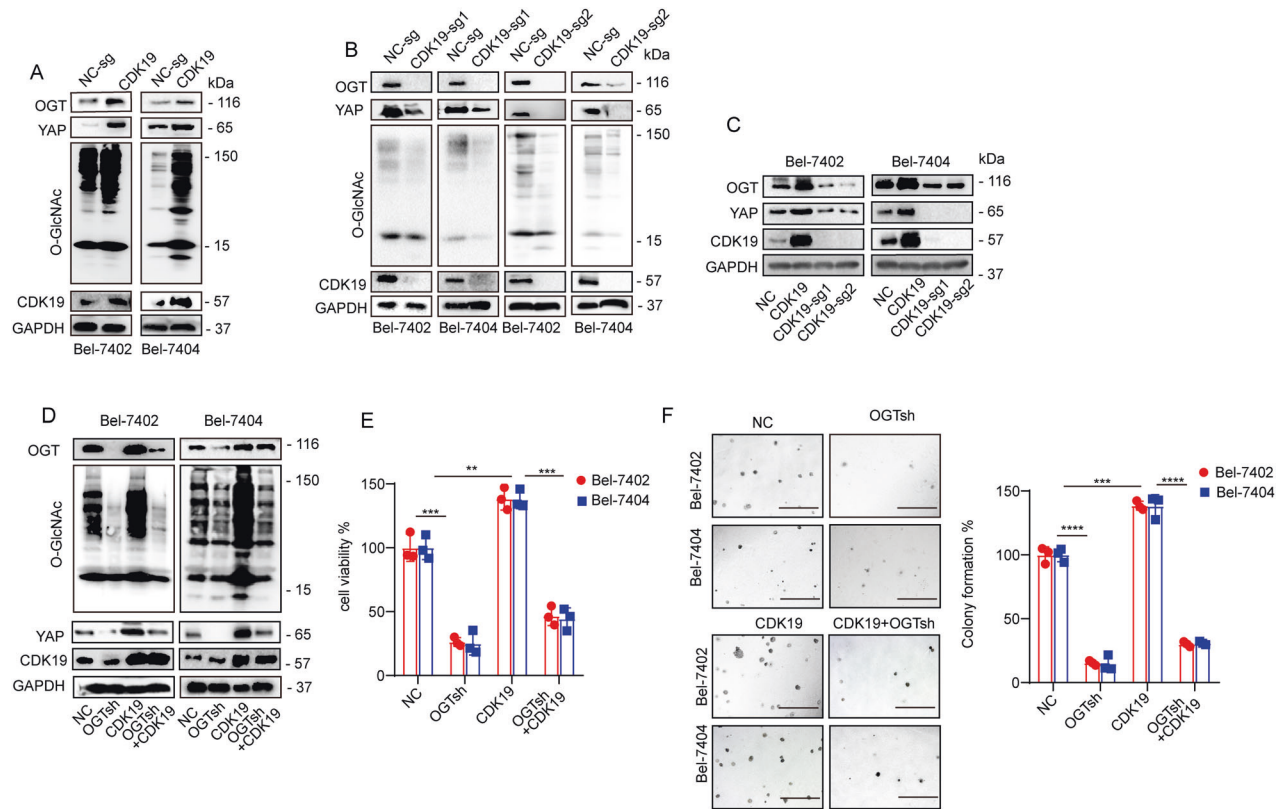 A
NC-sg
CDK19
NC-sg
CDK19
kDa
OGT
- 116
YAP
- 65
O-GlcNAc
- 150
- 15
CDK19
- 57
GAPDH
- 37
Bel-7402
Bel-7404
B
NC-sg
CDK19-sg1
NC-sg
CDK19-sg1
NC-sg
CDK19-sg2
NC-sg
CDK19-sg2
OGT
- 116
YAP
- 65
O-GlcNAc
- 150
- 15
CDK19
- 57
GAPDH
- 37
Bel-7402
Bel-7404
Bel-7402
Bel-7404
C
Bel-7402
Bel-7404
kDa
OGT
- 116
YAP
- 65
CDK19
- 57
GAPDH
- 37
NC
CDK19
CDK19-sg1
CDK19-sg2
NC
CDK19
CDK19-sg1
CDK19-sg2
D
Bel-7402
Bel-7404
OGT
- 116
O-GlcNAc
- 150
- 15
YAP
- 65
CDK19
- 57
GAPDH
- 37
NC
OGTsh
CDK19
OGTsh
+CDK19
NC
OGTsh
CDK19
OGTsh
+CDK19
E
cell viability %
150
100
50
0
***
**
***
Bel-7402
Bel-7404
NC
OGTsh
CDK19
OGTsh
+CDK19
F
NC
OGTsh
Bel-7402
Bel-7404
CDK19
CDK19+OGTsh
Bel-7402
Bel-7404
Colony formation %
150
100
50
0
****
***
****
Bel-7402
Bel-7404
NC
OGTsh
CDK19
OGTsh
+CDK19